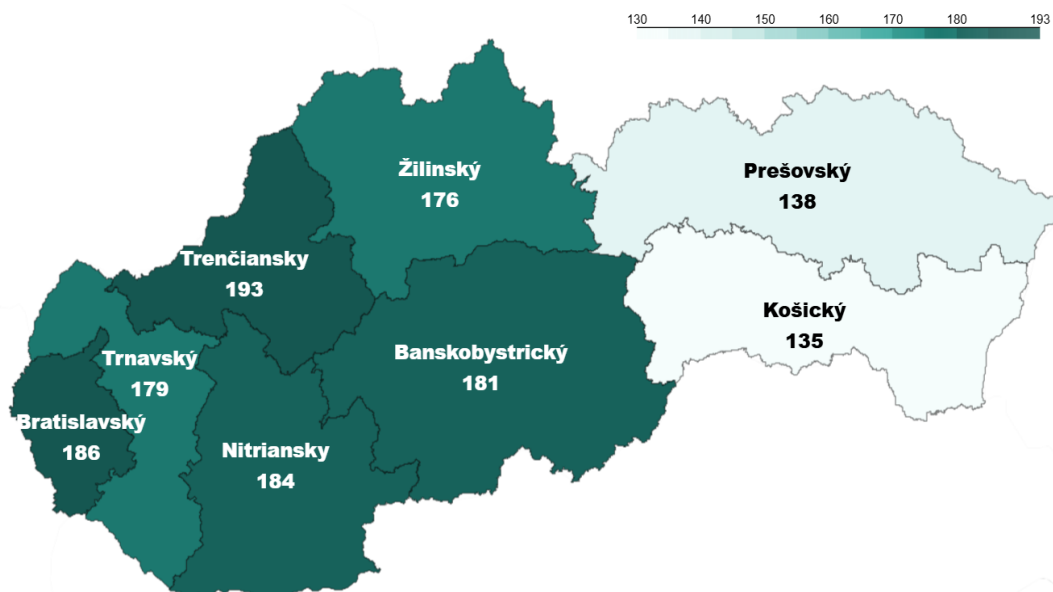 130 140 150 160 170 180 193
Žilinský
176
Prešovský
138
Trenčiansky
193
Košický
135
Trnavský
179
Banskobystrický
181
Bratislavský
186
Nitriansky
184